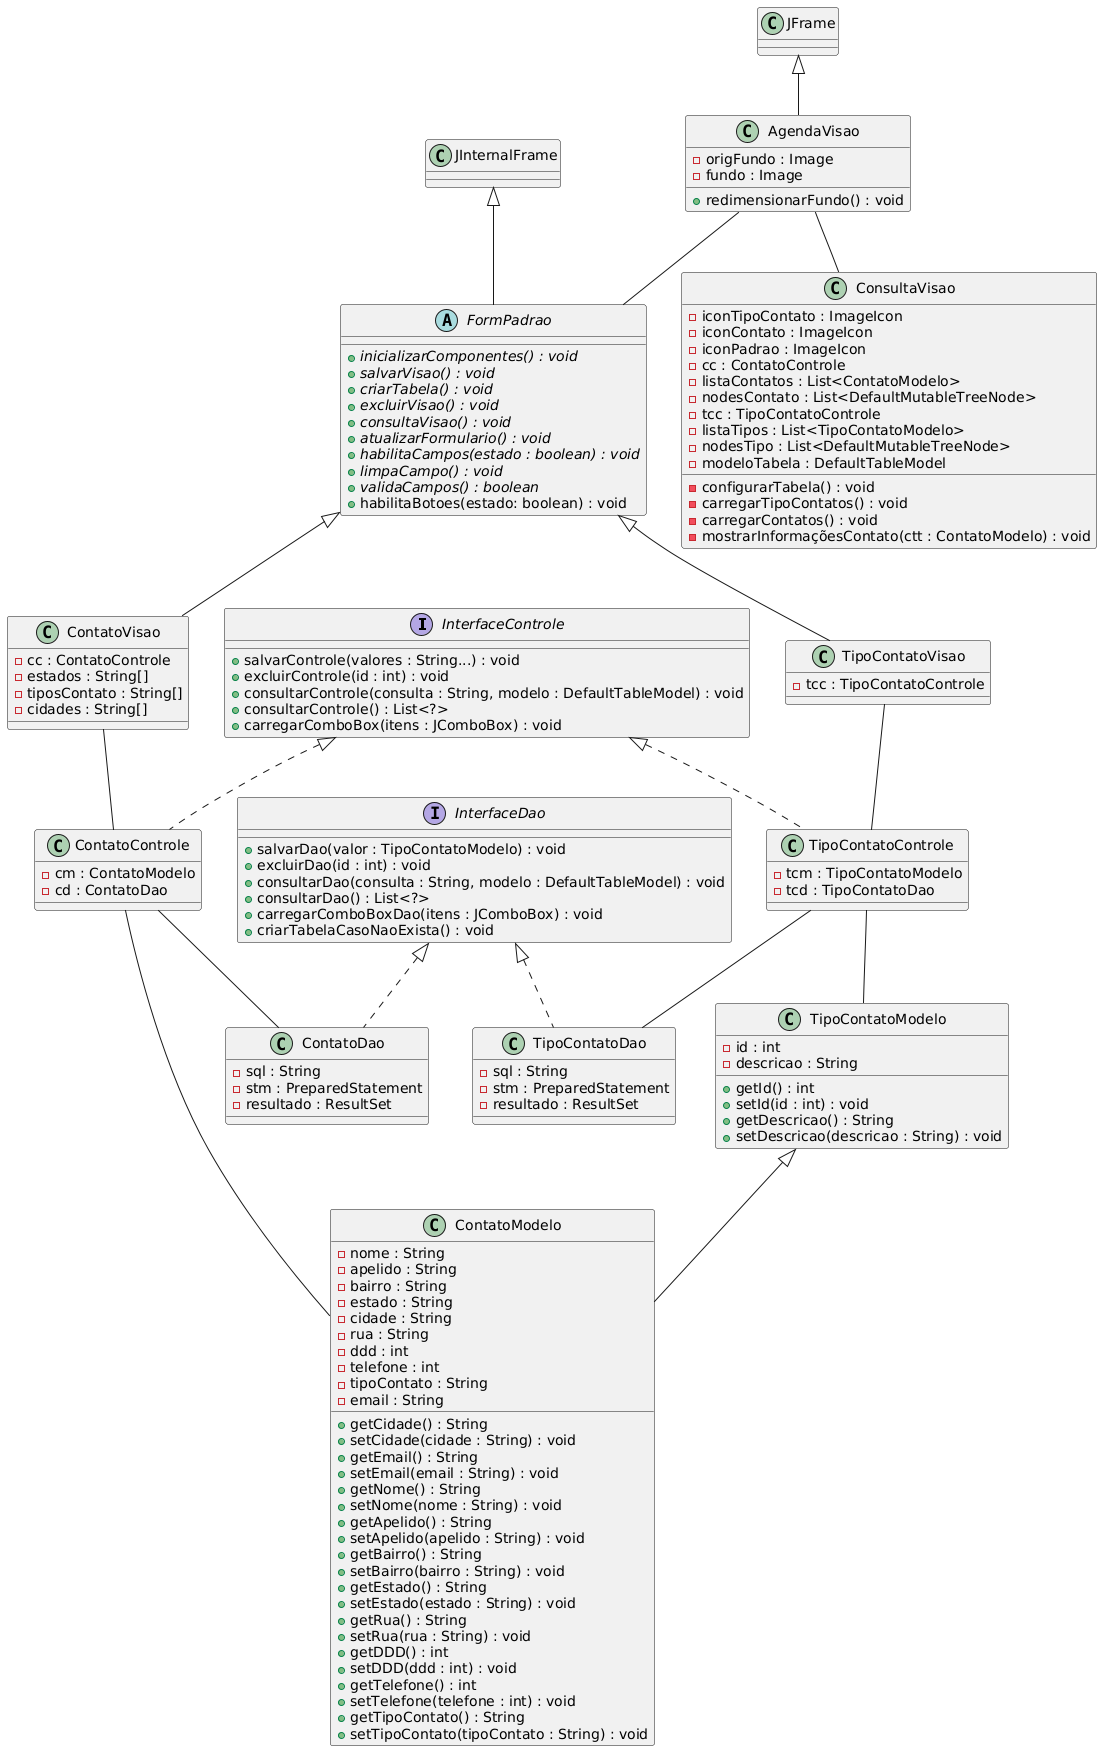 JFrame
AgendaVisao
origFundo : Image
fundo : Image
redimensionarFundo() : void
JInternalFrame
FormPadrao
inicializarComponentes() : void
salvarVisao() : void
criarTabela() : void
excluirVisao() : void
consultaVisao() : void
atualizarFormulario() : void
habilitaCampos(estado : boolean) : void
limpaCampo() : void
validaCampos() : boolean
habilitaBotoes(estado: boolean) : void
ConsultaVisao
iconTipoContato : ImageIcon
iconContato : ImageIcon
iconPadrao : ImageIcon
cc : ContatoControle
listaContatos : List<ContatoModelo>
nodesContato : List<DefaultMutableTreeNode>
tcc : TipoContatoControle
listaTipos : List<TipoContatoModelo>
nodesTipo : List<DefaultMutableTreeNode>
modeloTabela : DefaultTableModel
configurarTabela() : void
carregarTipoContatos() : void
carregarContatos() : void
mostrarInformaçõesContato(ctt : ContatoModelo) : void
ContatoVisao
cc : ContatoControle
estados : String[]
tiposContato : String[]
cidades : String[]
InterfaceControle
salvarControle(valores : String...) : void
excluirControle(id : int) : void
consultarControle(consulta : String, modelo : DefaultTableModel) : void
consultarControle() : List<?>
carregarComboBox(itens : JComboBox) : void
TipoContatoVisao
tcc : TipoContatoControle
ContatoControle
cm : ContatoModelo
cd : ContatoDao
InterfaceDao
salvarDao(valor : TipoContatoModelo) : void
excluirDao(id : int) : void
consultarDao(consulta : String, modelo : DefaultTableModel) : void
consultarDao() : List<?>
carregarComboBoxDao(itens : JComboBox) : void
criarTabelaCasoNaoExista() : void
TipoContatoControle
tcm : TipoContatoModelo
tcd : TipoContatoDao
ContatoDao
sql : String
stm : PreparedStatement
resultado : ResultSet
TipoContatoDao
sql : String
stm : PreparedStatement
resultado : ResultSet
TipoContatoModelo
id : int
descricao : String
getId() : int
setId(id : int) : void
getDescricao() : String
setDescricao(descricao : String) : void
ContatoModelo
nome : String
apelido : String
bairro : String
estado : String
cidade : String
rua : String
ddd : int
telefone : int
tipoContato : String
email : String
getCidade() : String
setCidade(cidade : String) : void
getEmail() : String
setEmail(email : String) : void
getNome() : String
setNome(nome : String) : void
getApelido() : String
setApelido(apelido : String) : void
getBairro() : String
setBairro(bairro : String) : void
getEstado() : String
setEstado(estado : String) : void
getRua() : String
setRua(rua : String) : void
getDDD() : int
setDDD(ddd : int) : void
getTelefone() : int
setTelefone(telefone : int) : void
getTipoContato() : String
setTipoContato(tipoContato : String) : void